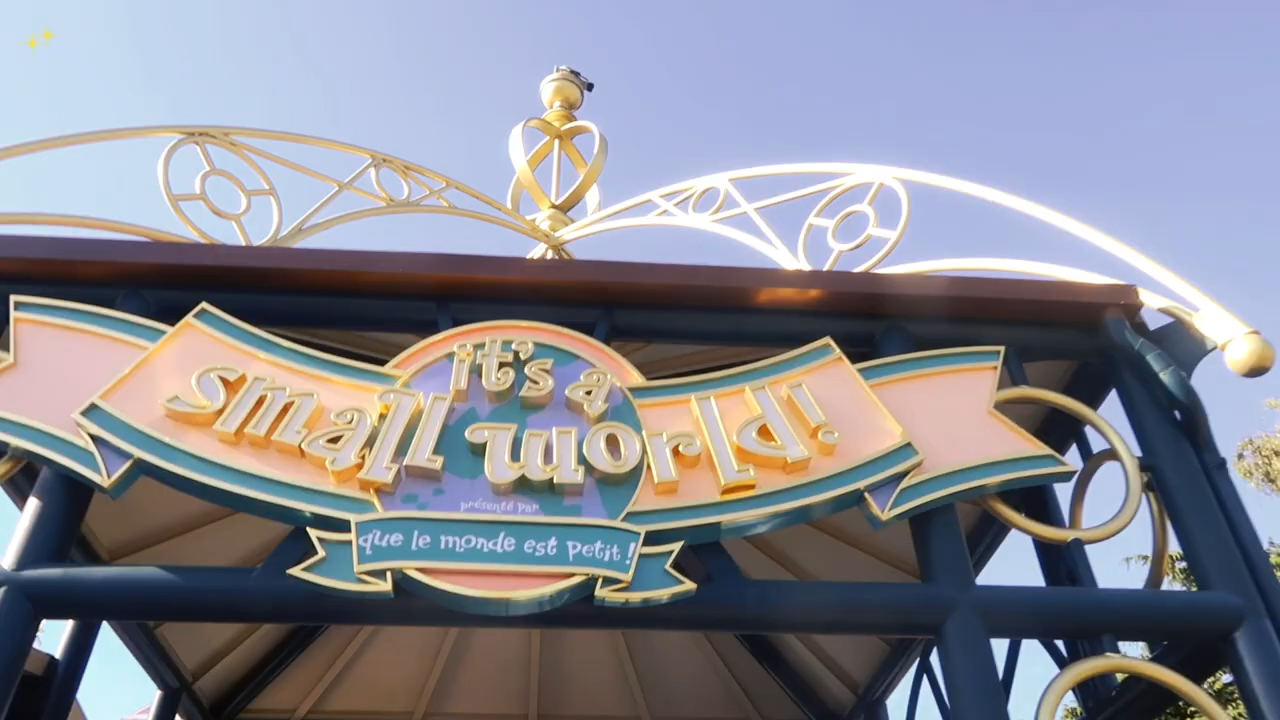 it's a
small world!
présenté par
que le monde est petit !